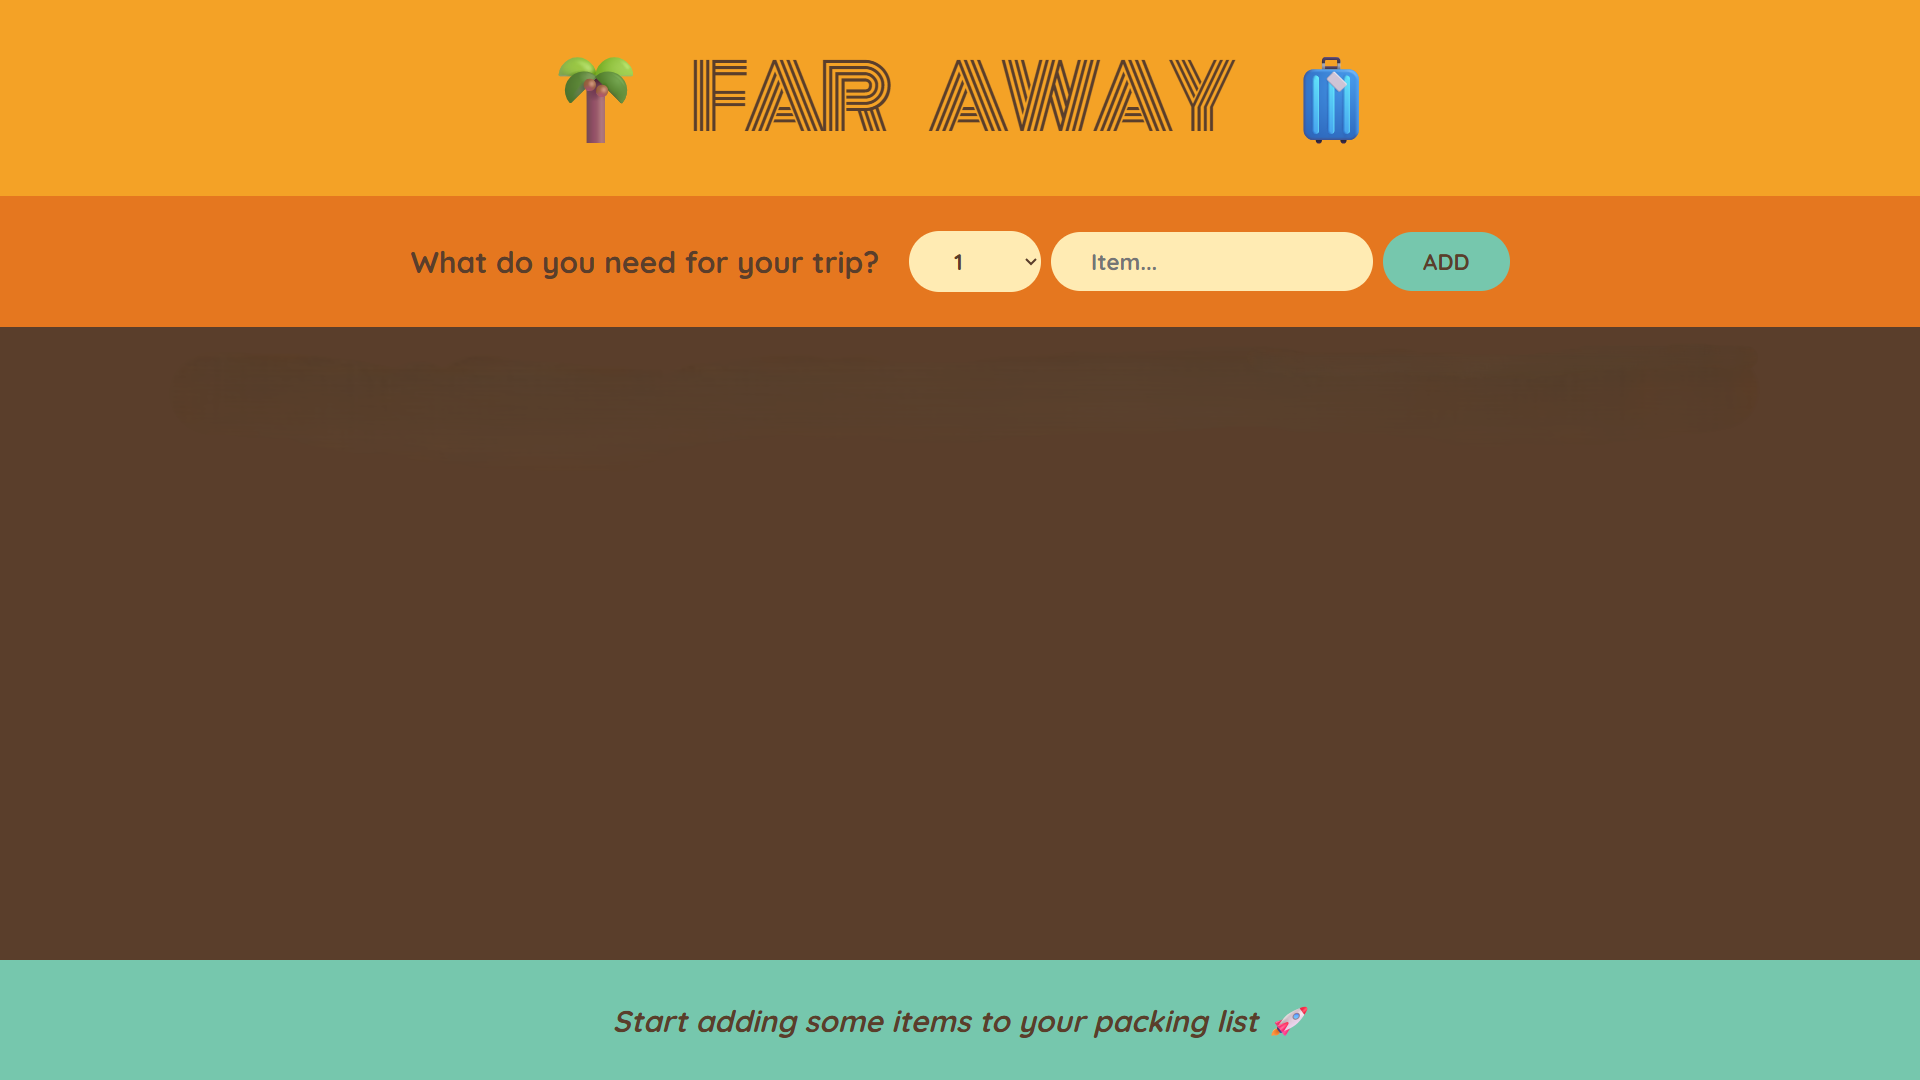 🌴 FAR AWAY 🧳
What do you need for your trip? 1 Item... ADD
Start adding some items to your packing list 🚀